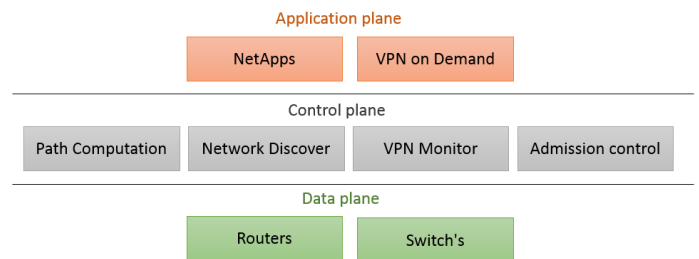 Application plane
NetApps
VPN on Demand
Control plane
Path Computation
Network Discover
VPN Monitor
Admission control
Data plane
Routers
Switch's